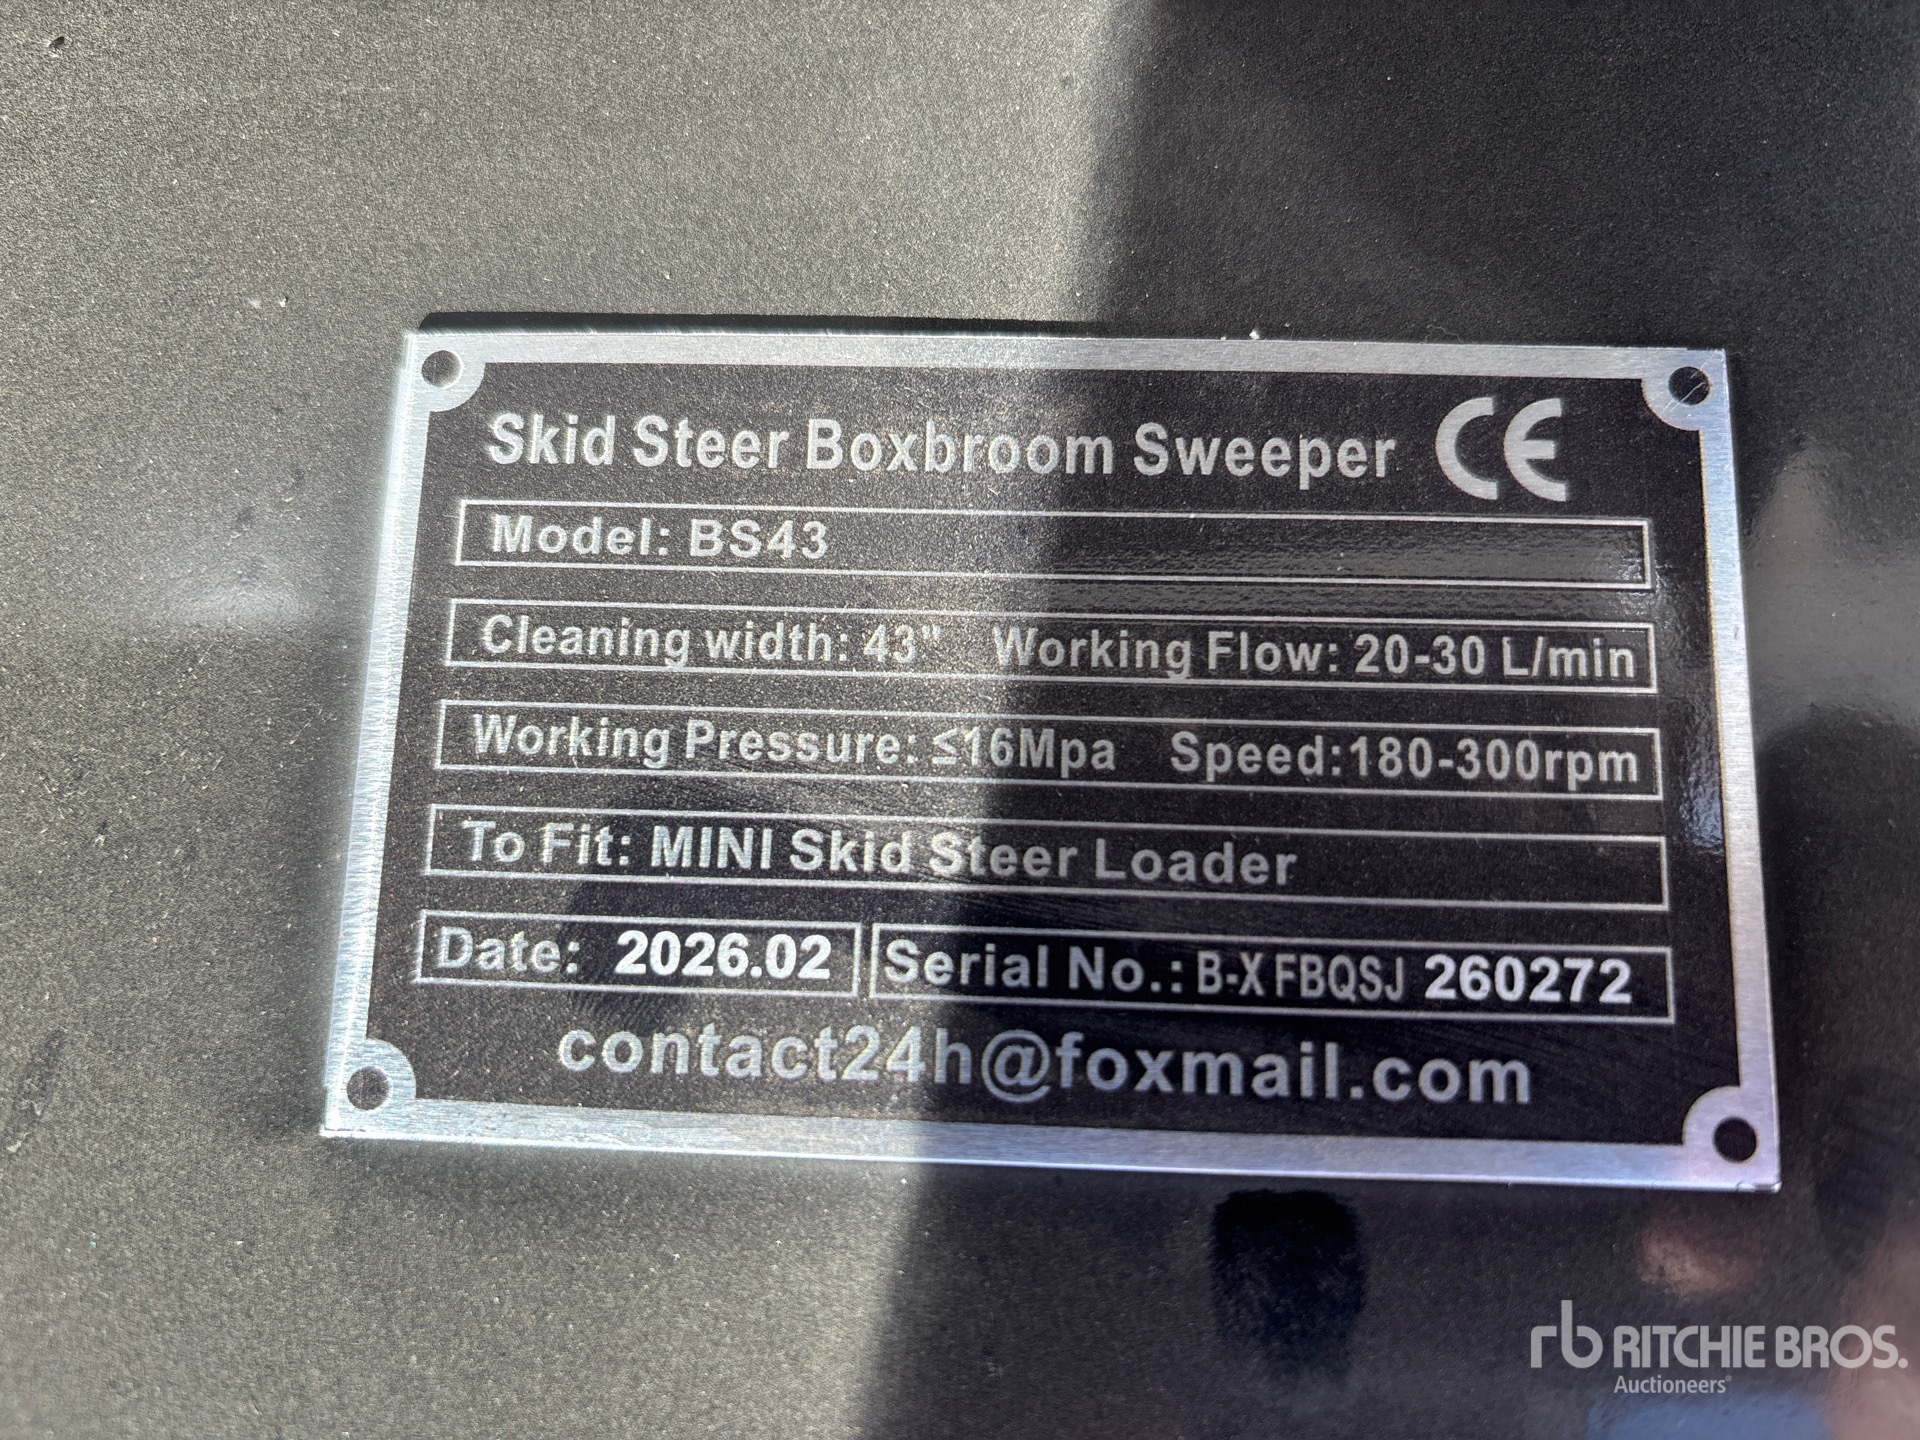 Skid Steer Boxbroom Sweeper CE
Model: BS43
Cleaning width: 43" Working Flow: 20-30 L/min
Working Pressure: ≤16Mpa Speed:180-300rpm
To Fit: MINI Skid Steer Loader
Date: 2026.02 Serial No.: B-XFBQSJ 260272
contact24h@foxmail.com
rb RITCHIE BROS.
Auctioneers®